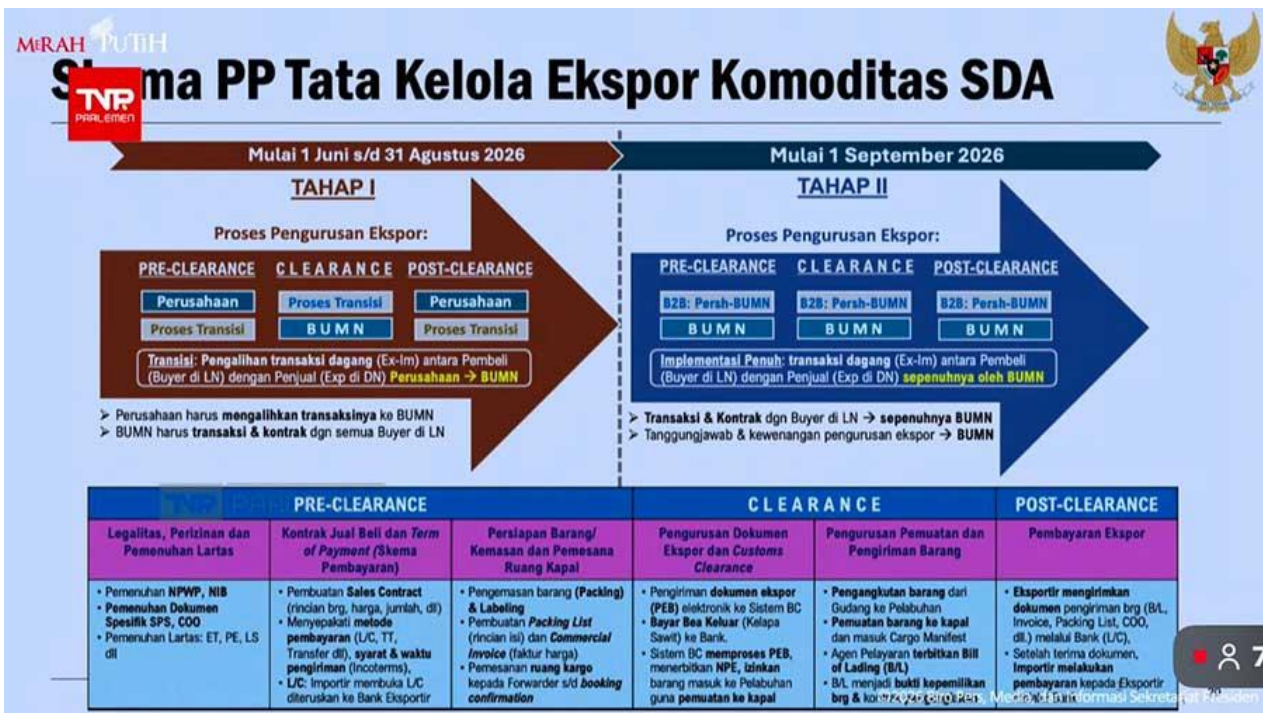 MERAH PUTIH
TVR
PARLEMEN
ma PP Tata Kelola Ekspor Komoditas SDA
Mulai 1 Juni s/d 31 Agustus 2026
TAHAP I
Proses Pengurusan Ekspor:
PRE-CLEARANCE CLEARANCE POST-CLEARANCE
Perusahaan Proses Transisi Perusahaan
Proses Transisi BUMN Proses Transisi
Transisi: Pengalihan transaksi dagang (Ex-Im) antara Pembeli
(Buyer di LN) dengan Penjual (Exp di DN) Perusahaan → BUMN
➢ Perusahaan harus mengalihkan transaksinya ke BUMN
➢ BUMN harus transaksi & kontrak dgn semua Buyer di LN
Mulai 1 September 2026
TAHAP II
Proses Pengurusan Ekspor:
PRE-CLEARANCE CLEARANCE POST-CLEARANCE
B2B: Persh-BUMN B2B: Persh-BUMN B2B: Persh-BUMN
BUMN BUMN BUMN
Implementasi Penuh: transaksi dagang (Ex-Im) antara Pembeli
(Buyer di LN) dengan Penjual (Exp di DN) sepenuhnya oleh BUMN
➢ Transaksi & Kontrak dgn Buyer di LN → sepenuhnya BUMN
➢ Tanggungjawab & kewenangan pengurusan ekspor → BUMN
PRE-CLEARANCE
CLEARANCE
POST-CLEARANCE
Legalitas, Perizinan dan
Pemenuhan Lartas
• Pemenuhan NPWP, NIB
• Pemenuhan Dokumen
Spesifik SPS, COO
• Pemenuhan Lartas: ET, PE, LS
dll
Kontrak Jual Beli dan Term
of Payment (Skema
Pembayaran)
• Pembuatan Sales Contract
(rincian brg, harga, jumlah, dll)
• Menyepakati metode
pembayaran (L/C, TT,
Transfer dll), syarat & waktu
pengiriman (Incoterms),
• L/C: Importir membuka L/C
diteruskan ke Bank Eksportir
Persiapan Barang/
Kemasan dan Pemesana
Ruang Kapal
• Pengemasan barang (Packing)
& Labeling
• Pembuatan Packing List
(rincian isi) dan Commercial
Invoice (faktur harga)
• Pemesanan ruang kargo
kepada Forwarder s/d booking
confirmation
Pengurusan Dokumen
Ekspor dan Customs
Clearance
• Pengiriman dokumen ekspor
(PEB) elektronik ke Sistem BC
• Bayar Bea Keluar (Kelapa
Sawit) ke Bank.
• Sistem BC memproses PEB,
menerbitkan NPE, izinkan
barang masuk ke Pelabuhan
guna pemuatan ke kapal
Pengurusan Pemuatan dan
Pengiriman Barang
• Pengangkutan barang dari
Gudang ke Pelabuhan
• Pemuatan barang ke kapal
dan masuk Cargo Manifest
• Agen Pelayaran terbitkan Bill
of Lading (B/L)
• B/L menjadi bukti kepemilikan
brg &
Pembayaran Ekspor
• Eksportir mengirimkan
dokumen pengiriman brg (B/L,
Invoice, Packing List, COO,
dll.) melalui Bank (L/C),
• Setelah terima dokumen,
Importir melakukan
pembayaran kepada Eksportir
7
©2026 Biro Pers, Media, dan Informasi Sekretariat Presiden